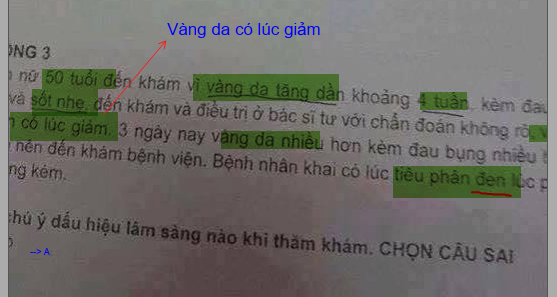 Vàng da có lúc giảm
NG 3
nữ 50 tuổi đến khám vì vàng da tăng dần khoảng 4 tuần, kèm đau
và sốt nhẹ, đến khám và điều trị ở bác sĩ tư với chẩn đoán không rõ,
có lúc giảm. 3 ngày nay vàng da nhiều hơn kèm đau bụng nhiều
nên đến khám bệnh viện. Bệnh nhân khai có lúc tiêu phân đen lúc
ng kém.
chú ý dấu hiệu lâm sàng nào khi thăm khám. CHỌN CÂU SAI
--> A